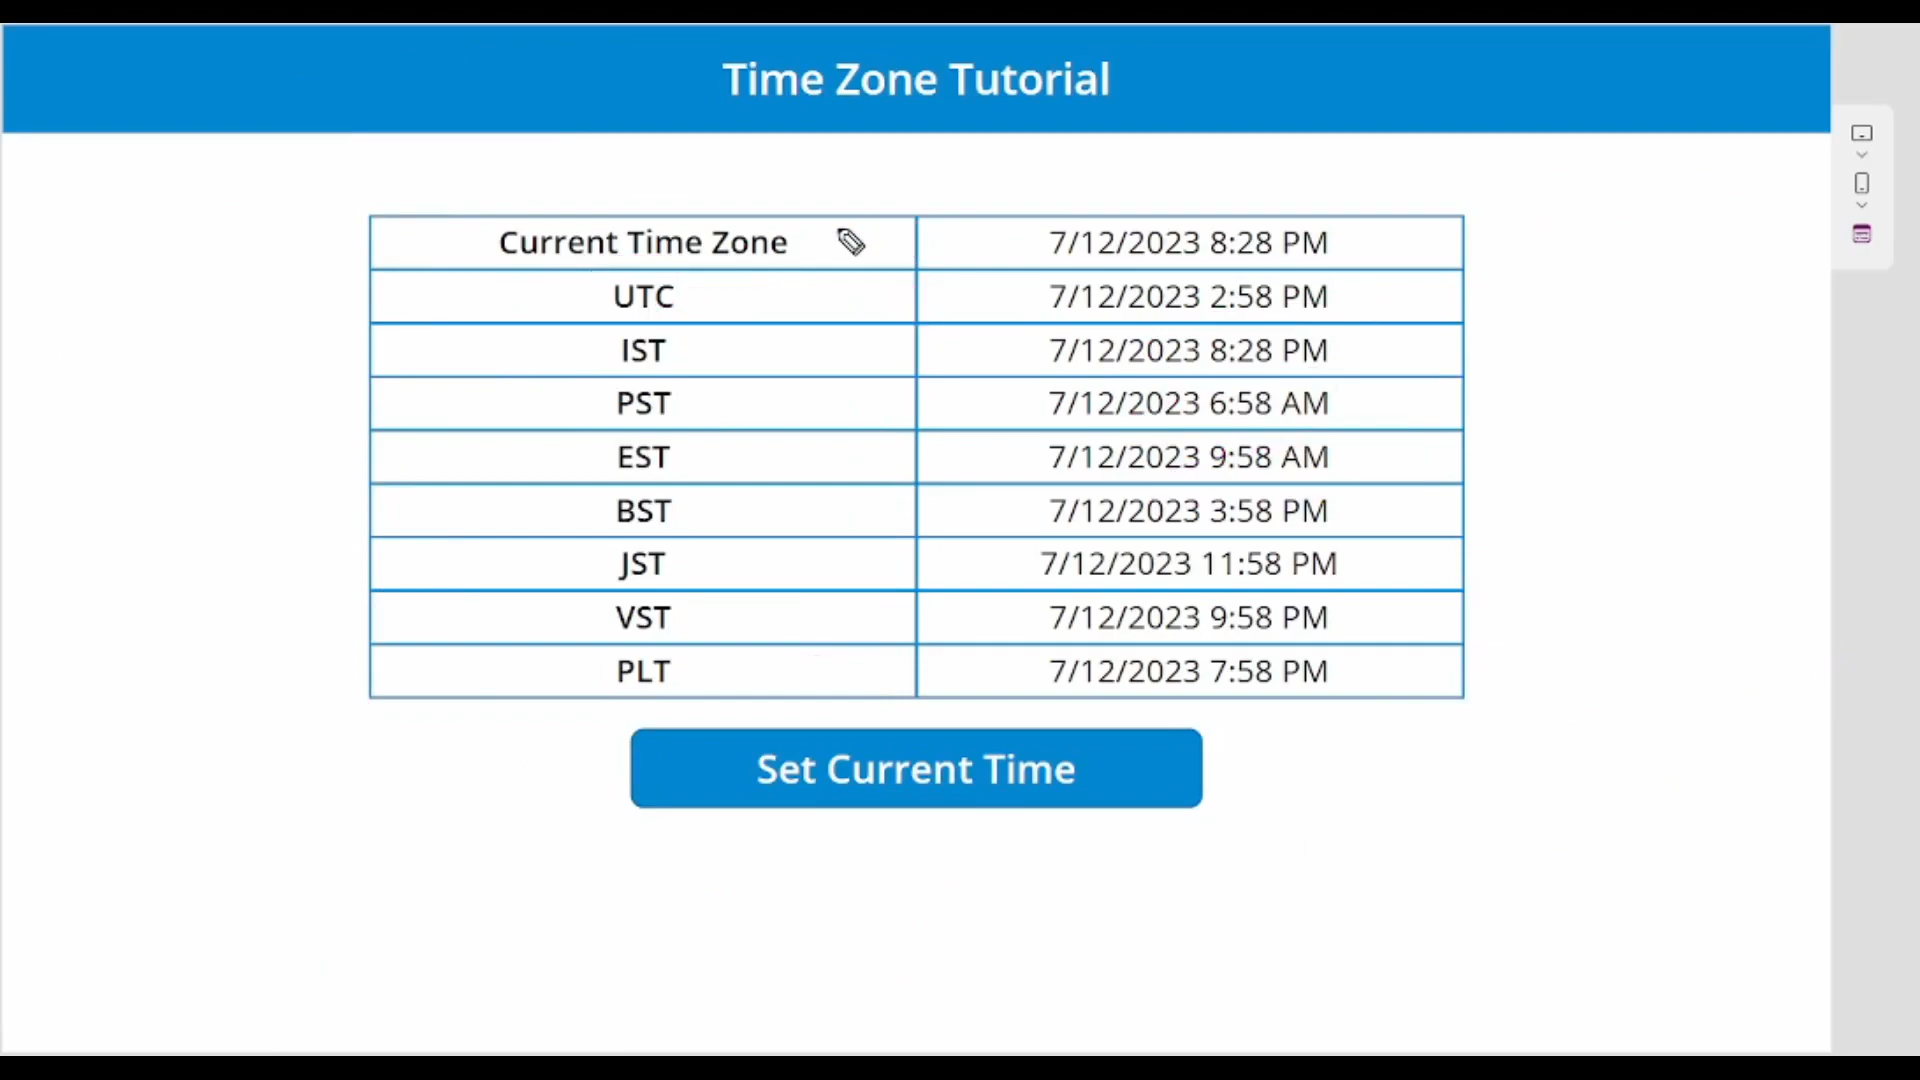 Time Zone Tutorial
Current Time Zone 7/12/2023 8:28 PM
UTC 7/12/2023 2:58 PM
IST 7/12/2023 8:28 PM
PST 7/12/2023 6:58 AM
EST 7/12/2023 9:58 AM
BST 7/12/2023 3:58 PM
JST 7/12/2023 11:58 PM
VST 7/12/2023 9:58 PM
PLT 7/12/2023 7:58 PM
Set Current Time